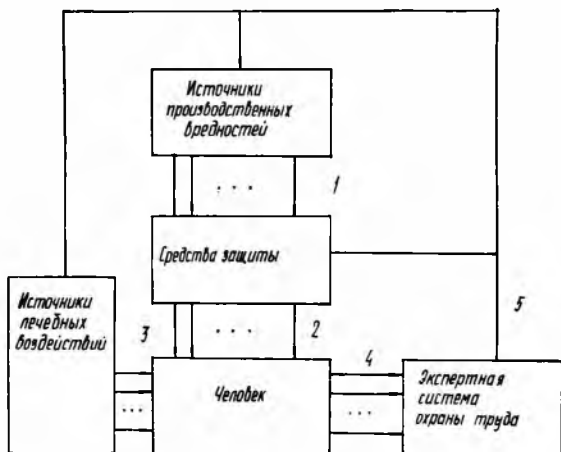 Источники
производственных
вредностей
. . .
1
Средства защиты
Источники
лечебных
воздействий
3
. . .
2
5
4
Человек
Экспертная
система
охраны труда
...
...